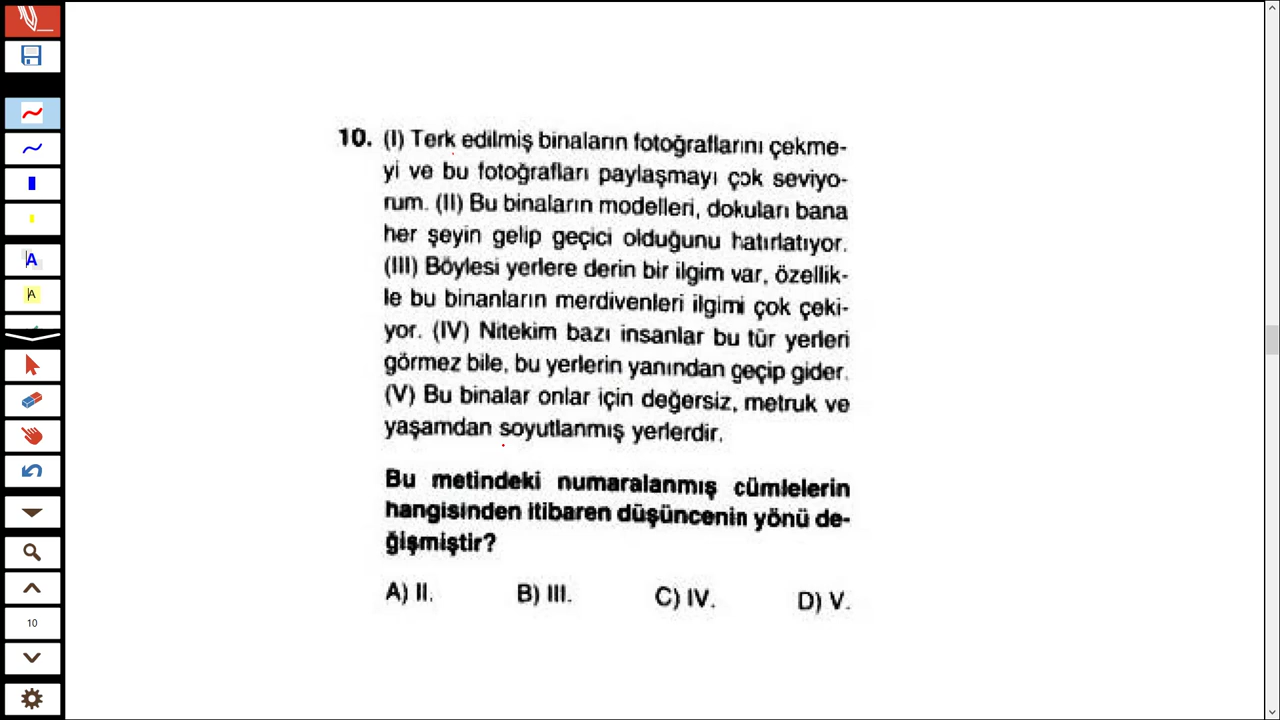 10. (I) Terk edilmiş binaların fotoğraflarını çekme-
yi ve bu fotoğrafları paylaşmayı çok seviyo-
rum. (II) Bu binaların modelleri, dokuları bana
her şeyin gelip geçici olduğunu hatırlatıyor.
(III) Böylesi yerlere derin bir ilgim var, özellik-
le bu binanların merdivenleri ilgimi çok çeki-
yor. (IV) Nitekim bazı insanlar bu tür yerleri
görmez bile, bu yerlerin yanından geçip gider.
(V) Bu binalar onlar için değersiz, metruk ve
yaşamdan soyutlanmış yerlerdir.
Bu metindeki numaralanmış cümlelerin
hangisinden itibaren düşüncenin yönü de-
ğişmiştir?
A) II. B) III. C) IV. D) V.
A
A
10